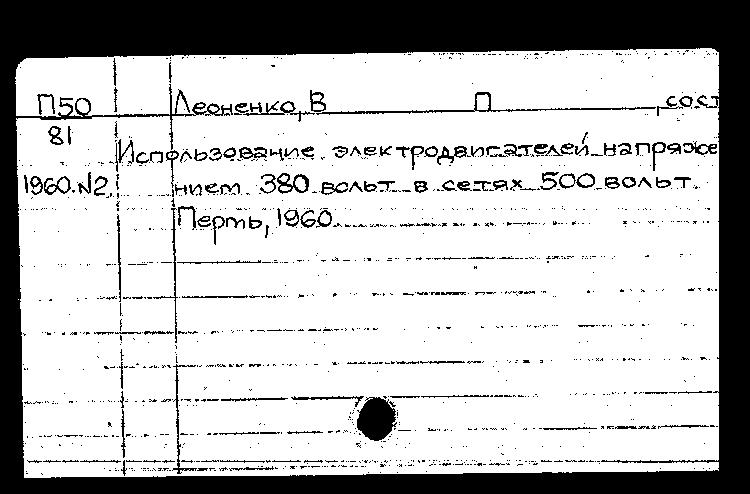 П50 Леоненко, В П , сост
81
Использование электродвигателей напряже
1960.N2. нием 380 вольт в сетях 500 вольт.
Пермь, 1960.